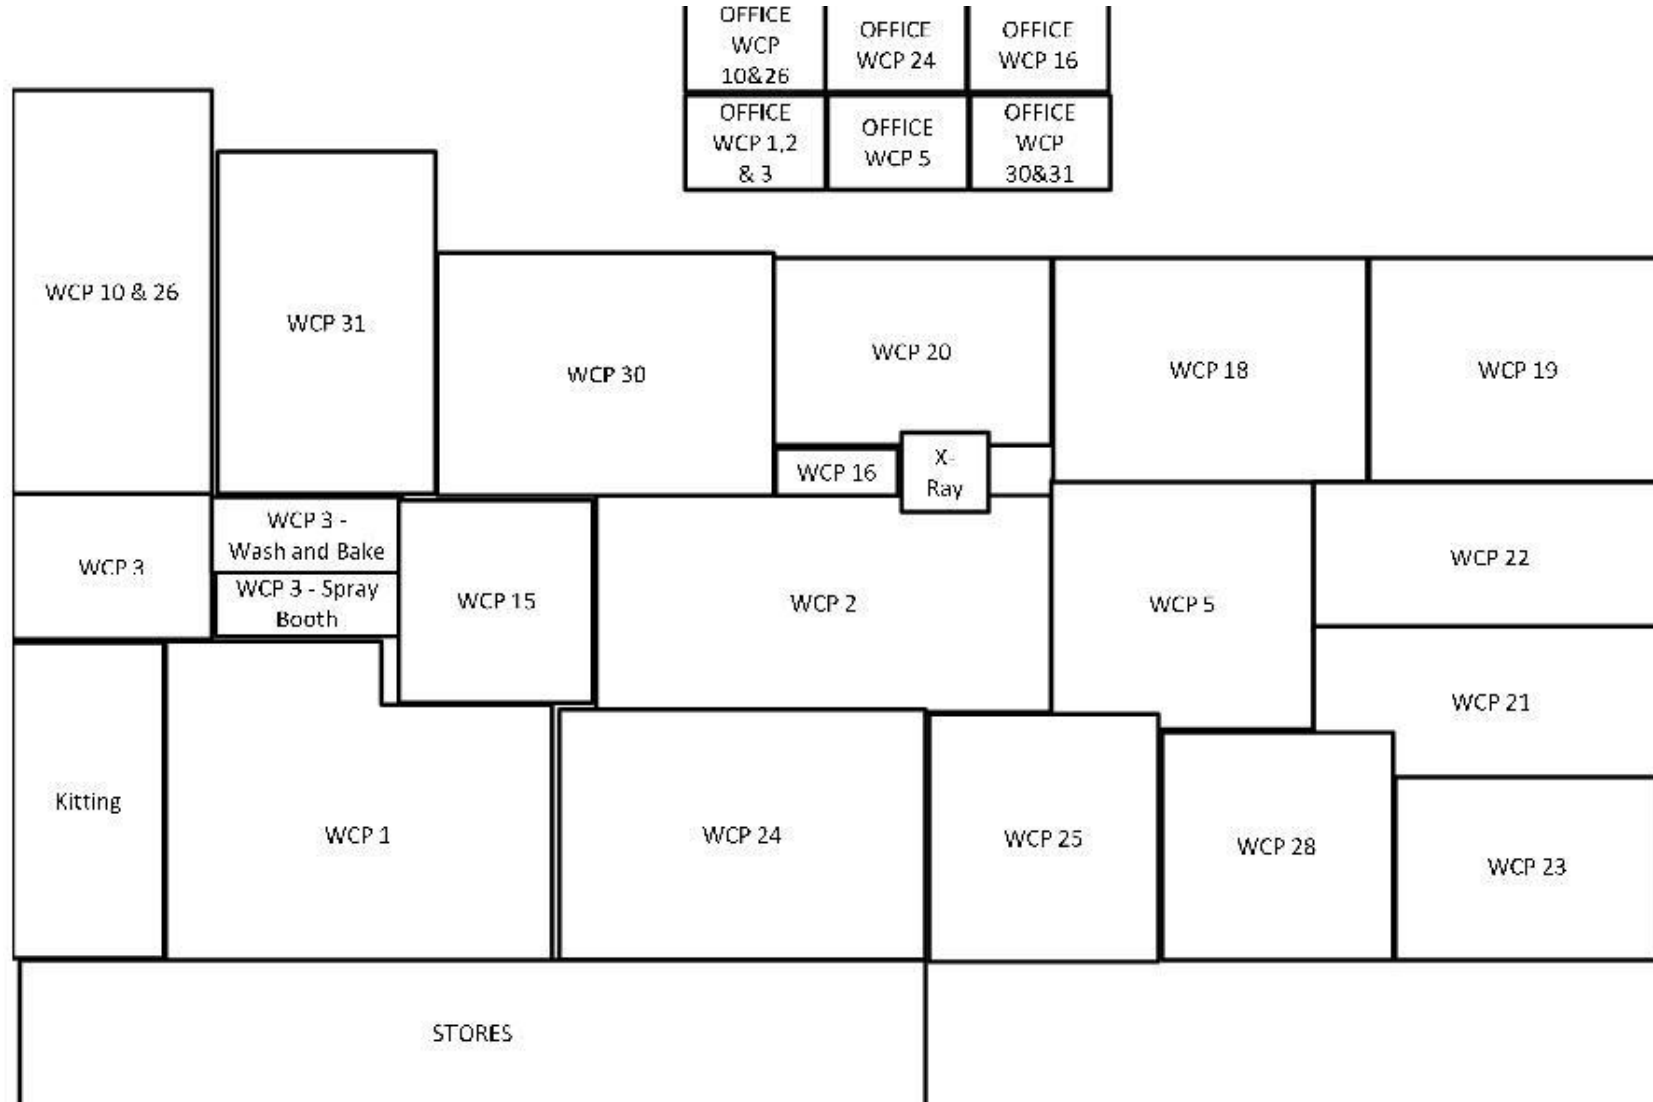 OFFICE
WCP
10&26
OFFICE
WCP 24
OFFICE
WCP 16
OFFICE
WCP 1,2
& 3
OFFICE
WCP 5
OFFICE
WCP
30&31
WCP 10 & 26
WCP 31
WCP 30
WCP 20
WCP 18
WCP 19
WCP 16
X-
Ray
WCP 3
WCP 3 -
Wash and Bake
WCP 3 - Spray
Booth
WCP 15
WCP 2
WCP 5
WCP 22
WCP 21
Kitting
WCP 1
WCP 24
WCP 25
WCP 28
WCP 23
STORES